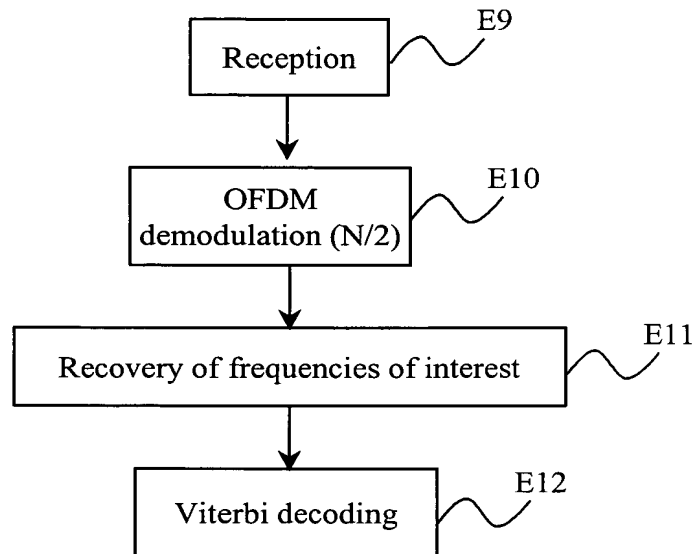 E9
Reception
E10
OFDM
demodulation (N/2)
E11
Recovery of frequencies of interest
E12
Viterbi decoding